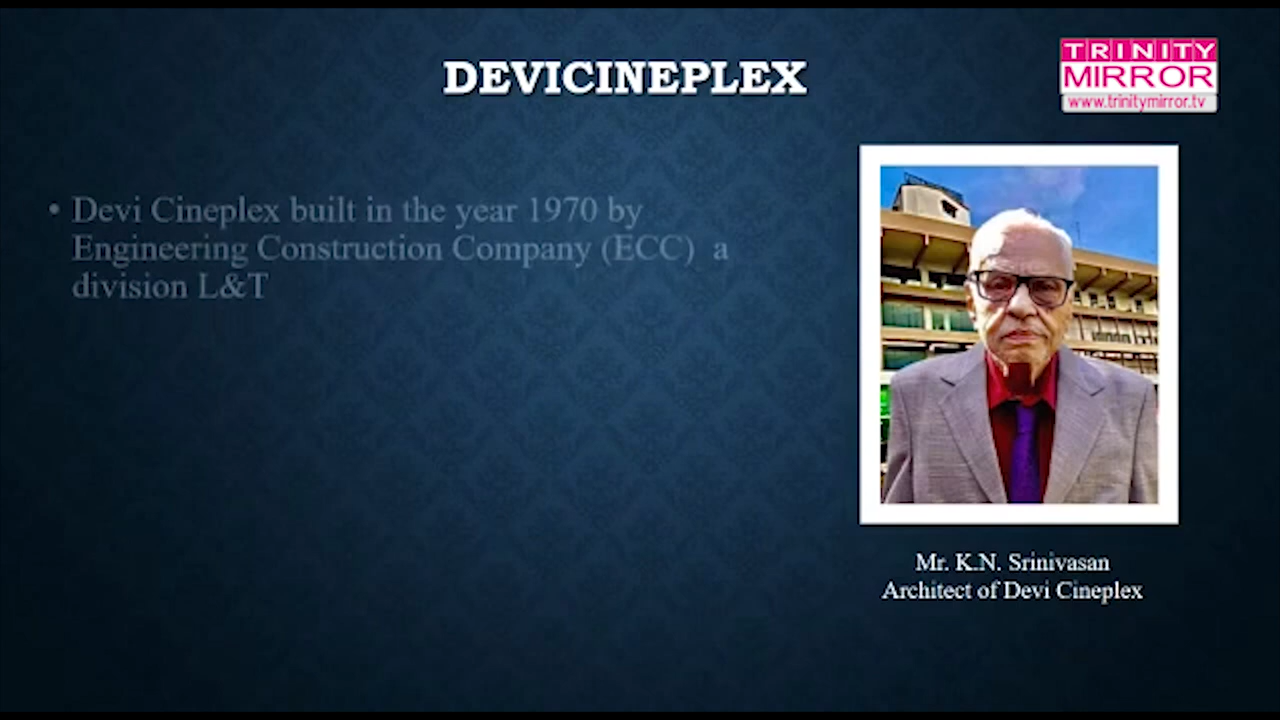 DEVICINEPLEX
TRINITY
MIRROR
www.trinitymirror.tv
• Devi Cineplex built in the year 1970 by
Engineering Construction Company (ECC) a
division L&T
Mr. K.N. Srinivasan
Architect of Devi Cineplex